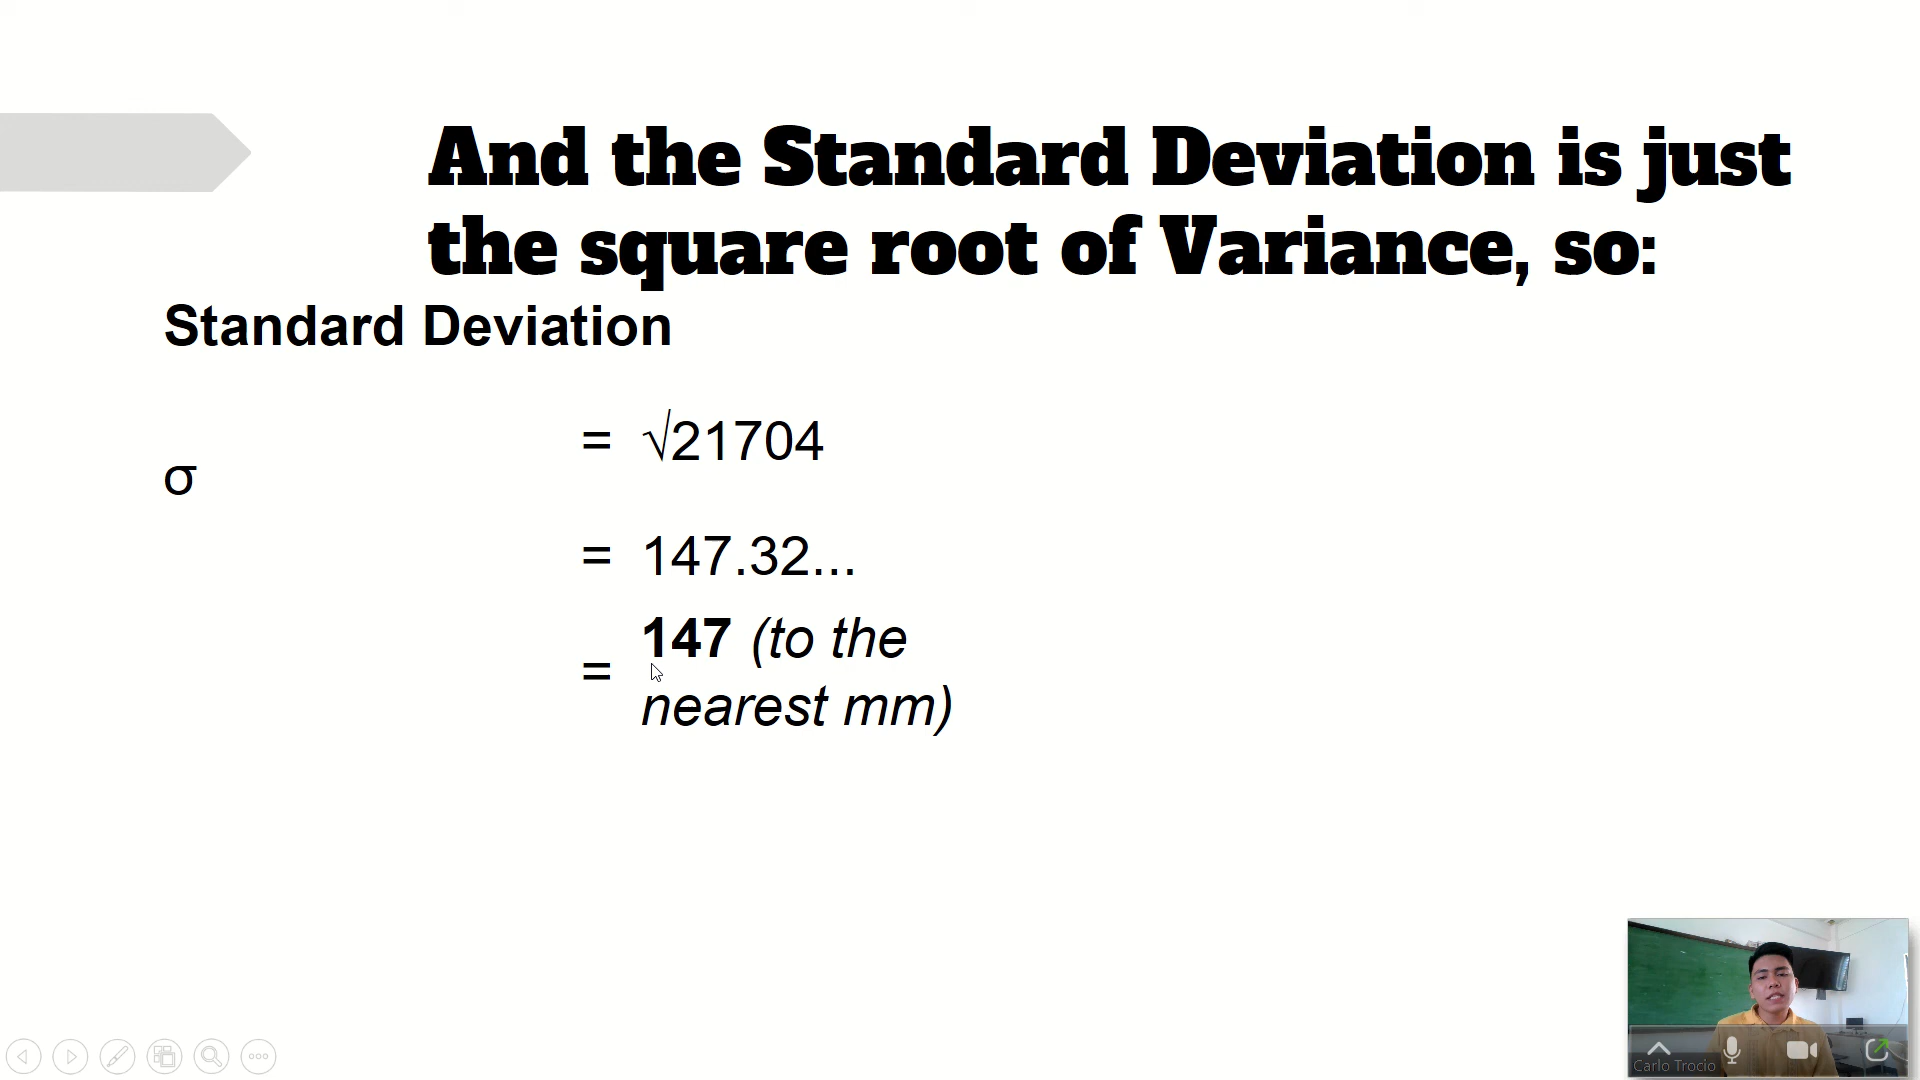 And the Standard Deviation is just
the square root of Variance, so:
Standard Deviation
σ
= √21704
= 147.32...
= 147 (to the
nearest mm)
Carlo Trocio